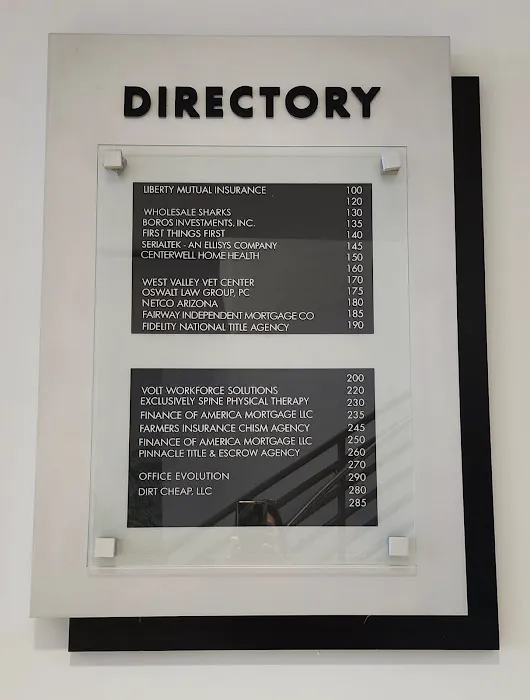 DIRECTORY
LIBERTY MUTUAL INSURANCE 100
120
WHOLESALE SHARKS 130
BOROS INVESTMENTS, INC. 135
FIRST THINGS FIRST 140
SERIALTEK - AN ELLISYS COMPANY 145
CENTERWELL HOME HEALTH 150
160
WEST VALLEY VET CENTER 170
OSWALT LAW GROUP, PC 175
NETCO ARIZONA 180
FAIRWAY INDEPENDENT MORTGAGE CO 185
FIDELITY NATIONAL TITLE AGENCY 190
200
VOLT WORKFORCE SOLUTIONS 220
EXCLUSIVELY SPINE PHYSICAL THERAPY 230
FINANCE OF AMERICA MORTGAGE LLC 235
FARMERS INSURANCE CHISM AGENCY 245
FINANCE OF AMERICA MORTGAGE LLC 250
PINNACLE TITLE & ESCROW AGENCY 260
270
OFFICE EVOLUTION 290
DIRT CHEAP, LLC 280
285